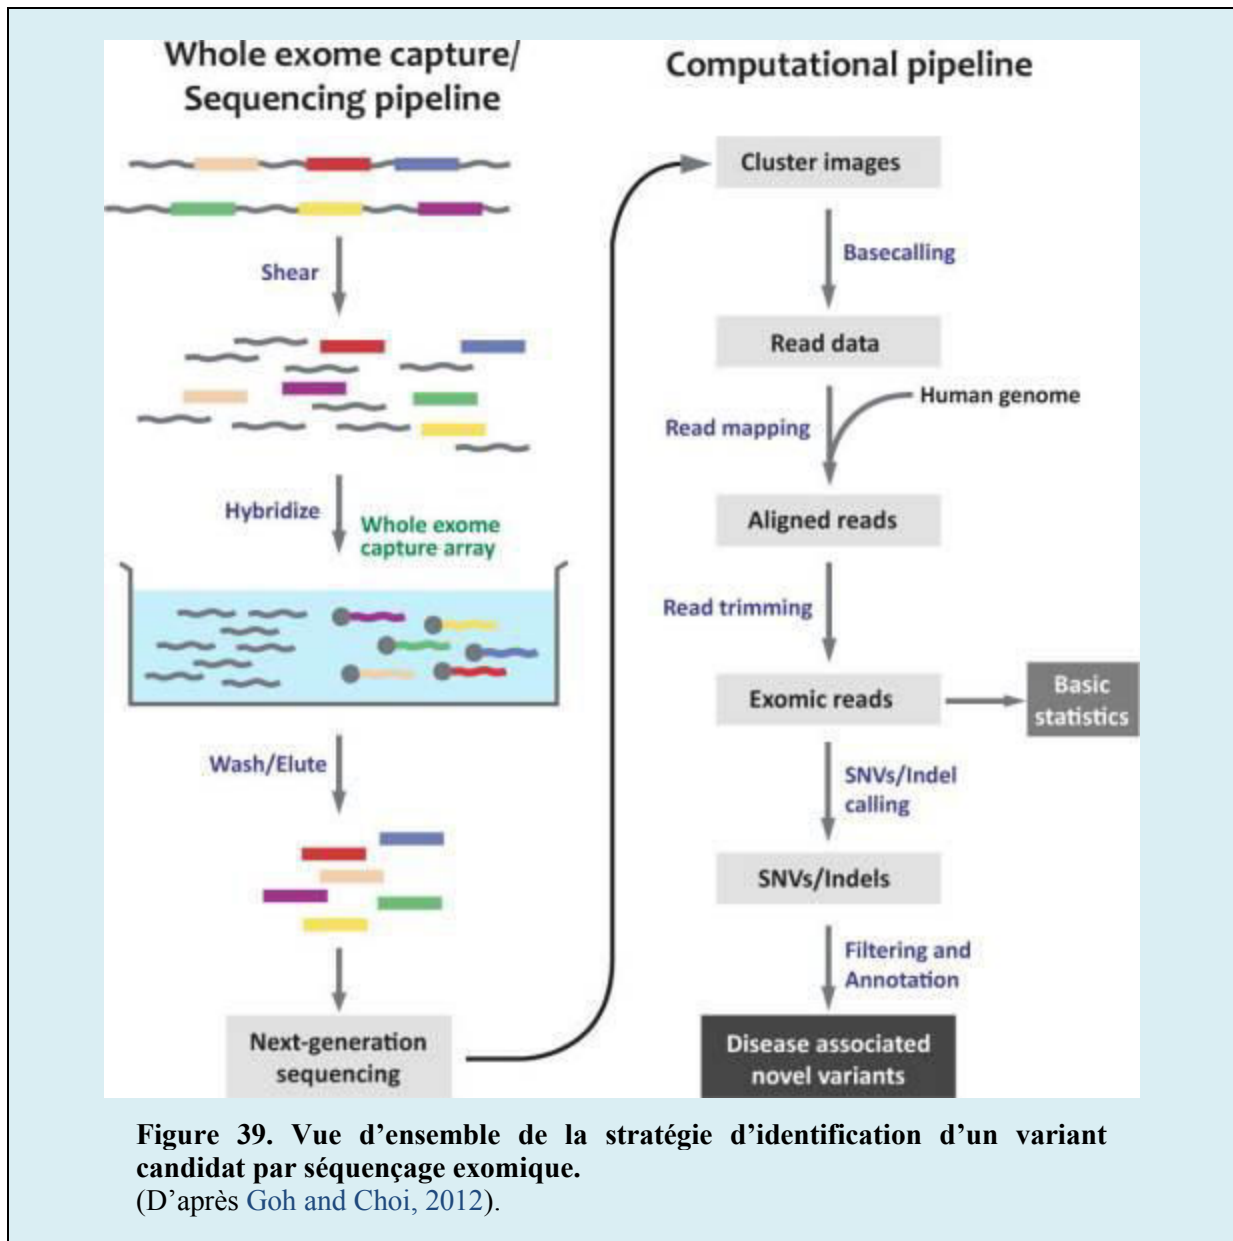 Whole exome capture/
Sequencing pipeline
Shear
Hybridize
Whole exome
capture array
Wash/Elute
Next-generation
sequencing
Computational pipeline
Cluster images
Basecalling
Read data
Human genome
Read mapping
Aligned reads
Read trimming
Exomic reads
Basic
statistics
SNVs/Indel
calling
SNVs/Indels
Filtering and
Annotation
Disease associated
novel variants
Figure 39. Vue d’ensemble de la stratégie d’identification d’un variant
candidat par séquençage exomique.
(D’après Goh and Choi, 2012).